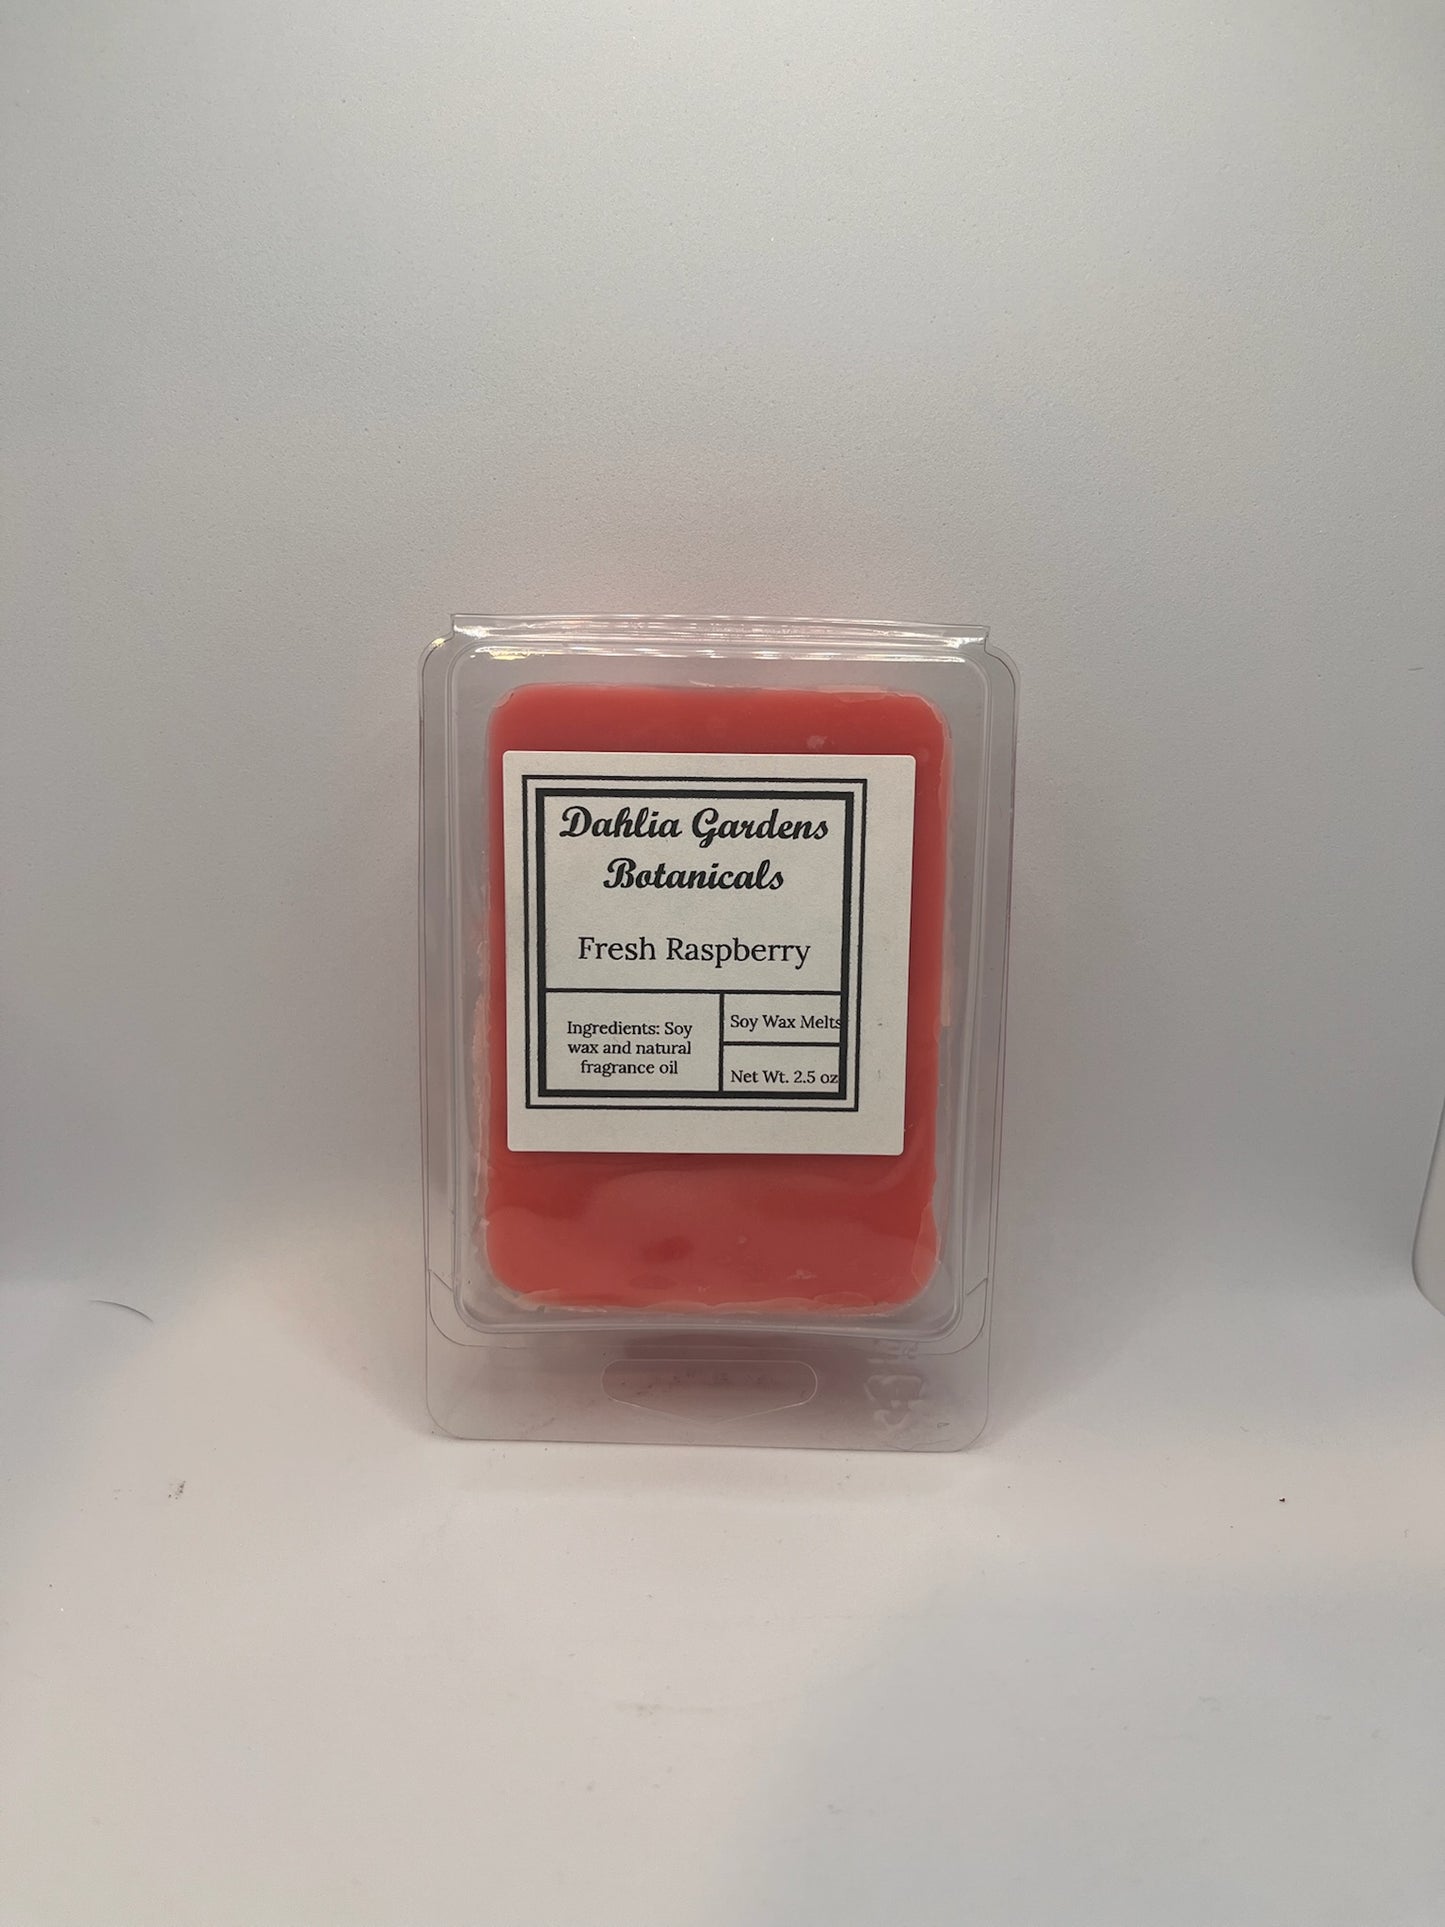 Dahlia Gardens
Botanicals
Fresh Raspberry
Ingredients: Soy
wax and natural
fragrance oil
Soy Wax Melts
Net Wt. 2.5 oz